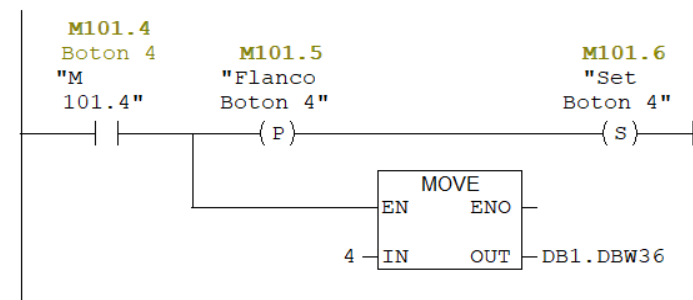 M101.4
Boton 4 M101.5 M101.6
"M "Flanco "Set
101.4" Boton 4" Boton 4"
( P ) ( S )
MOVE
EN ENO
4 IN OUT DB1.DBW36